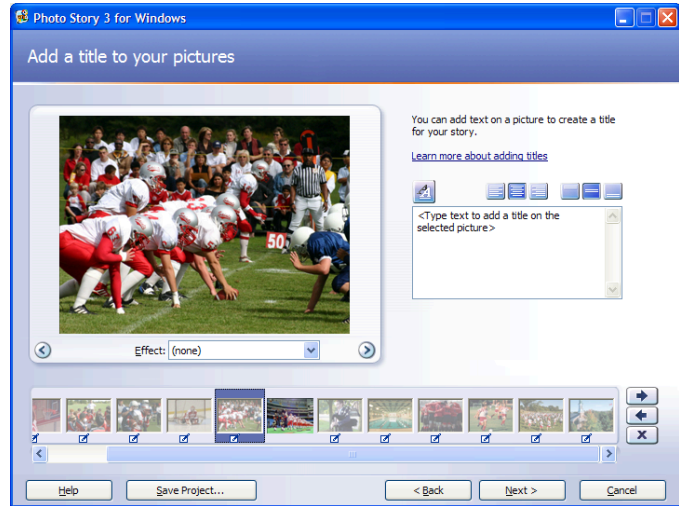 Photo Story 3 for Windows
Add a title to your pictures
You can add text on a picture to create a title
for your story.
Learn more about adding titles
<Type text to add a title on the
selected picture>
50
Effect: (none)
Help
Save Project...
< Back
Next >
Cancel